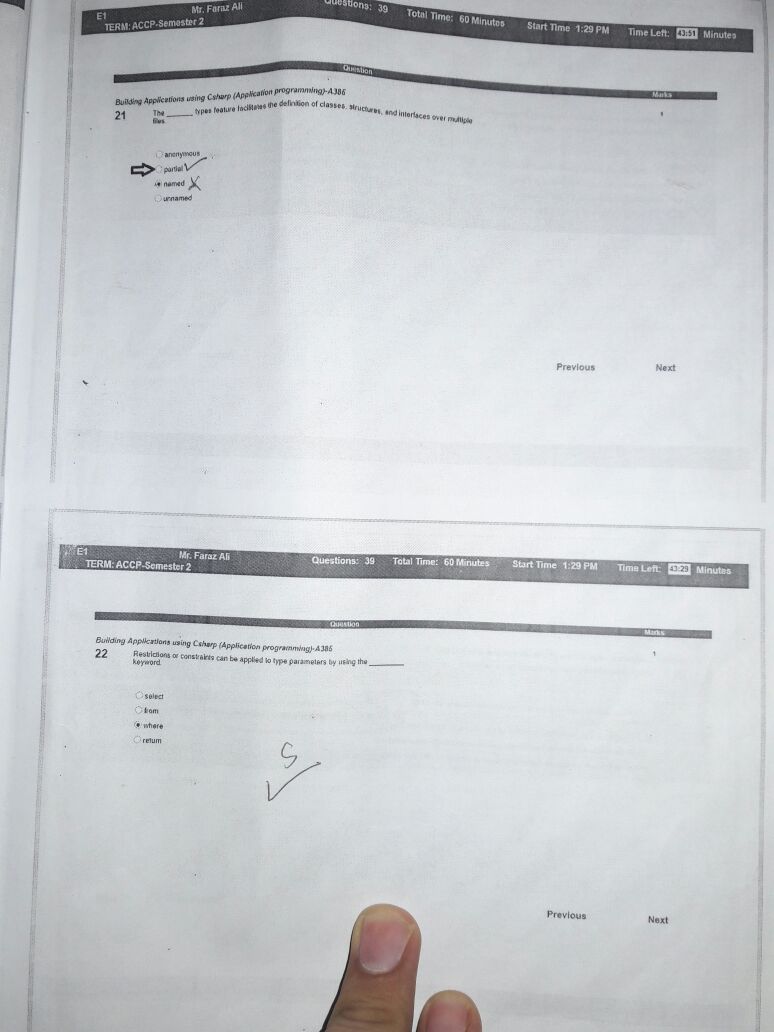 E1 Mr. Faraz Ali Questions: 39 Total Time: 60 Minutes Start Time 1:29 PM Time Left: 43:51 Minutes
TERM: ACCP-Semester 2
Question
Marks
Building Applications using Csharp (Application programming)-A386
21 The ______ types feature facilitates the definition of classes, structures, and interfaces over multiple 1
files.
anonymous
partial
named
unnamed
Previous Next
E1 Mr. Faraz Ali Questions: 39 Total Time: 60 Minutes Start Time 1:29 PM Time Left: 43:29 Minutes
TERM: ACCP-Semester 2
Question
Marks
Building Applications using Csharp (Application programming)-A386
22 Restrictions or constraints can be applied to type parameters by using the ________ 1
keyword.
select
from
where
return
Previous Next